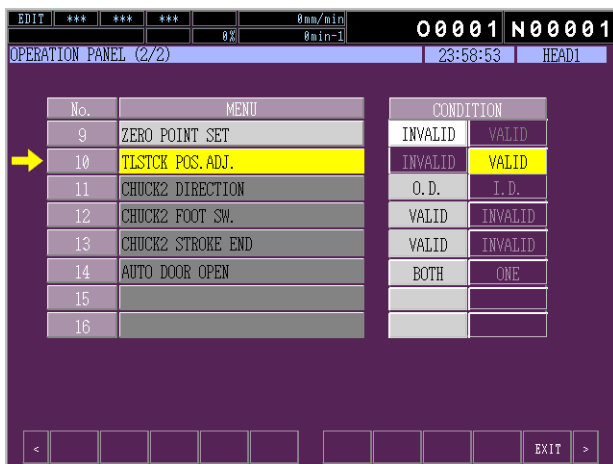 EDIT *** *** *** 0mm/min O0001 N00001
0% 0min-1
OPERATION PANEL (2/2) 23:58:53 HEAD1
No. MENU CONDITION
9 ZERO POINT SET INVALID VALID
10 TLSTCK POS.ADJ. INVALID VALID
11 CHUCK2 DIRECTION O.D. I.D.
12 CHUCK2 FOOT SW. VALID INVALID
13 CHUCK2 STROKE END VALID INVALID
14 AUTO DOOR OPEN BOTH ONE
15
16
< EXIT >